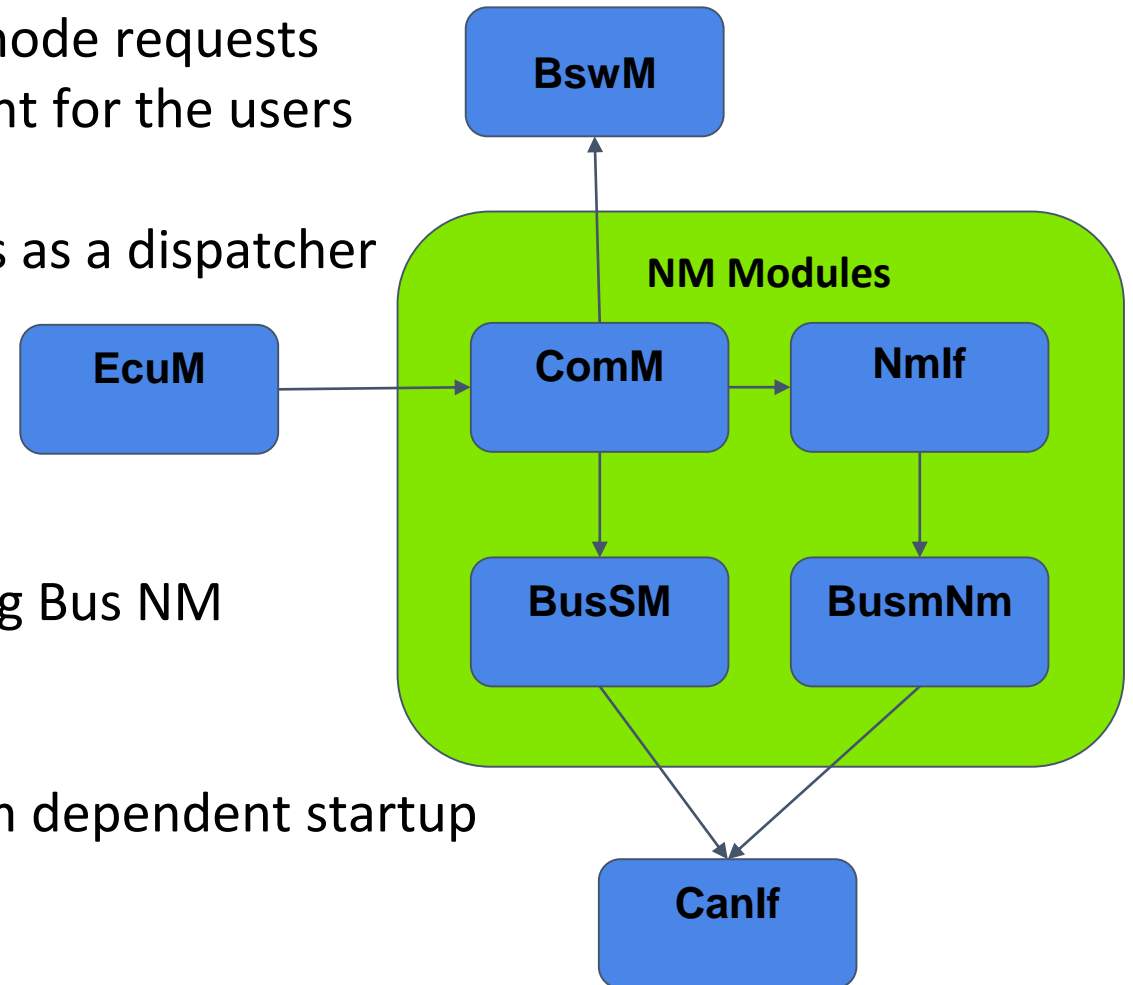 node requests
nt for the users
s as a dispatcher
g Bus NM
n dependent startup
BswM
NM Modules
EcuM
ComM
NmIf
BusSM
BusmNm
CanIf